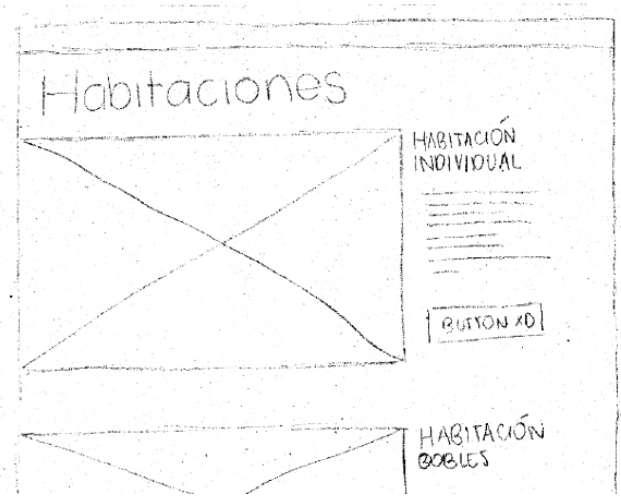 Habitaciones
HABITACIÓN
INDIVIDUAL
BUTTON XD
HABITACIÓN
DOBLES